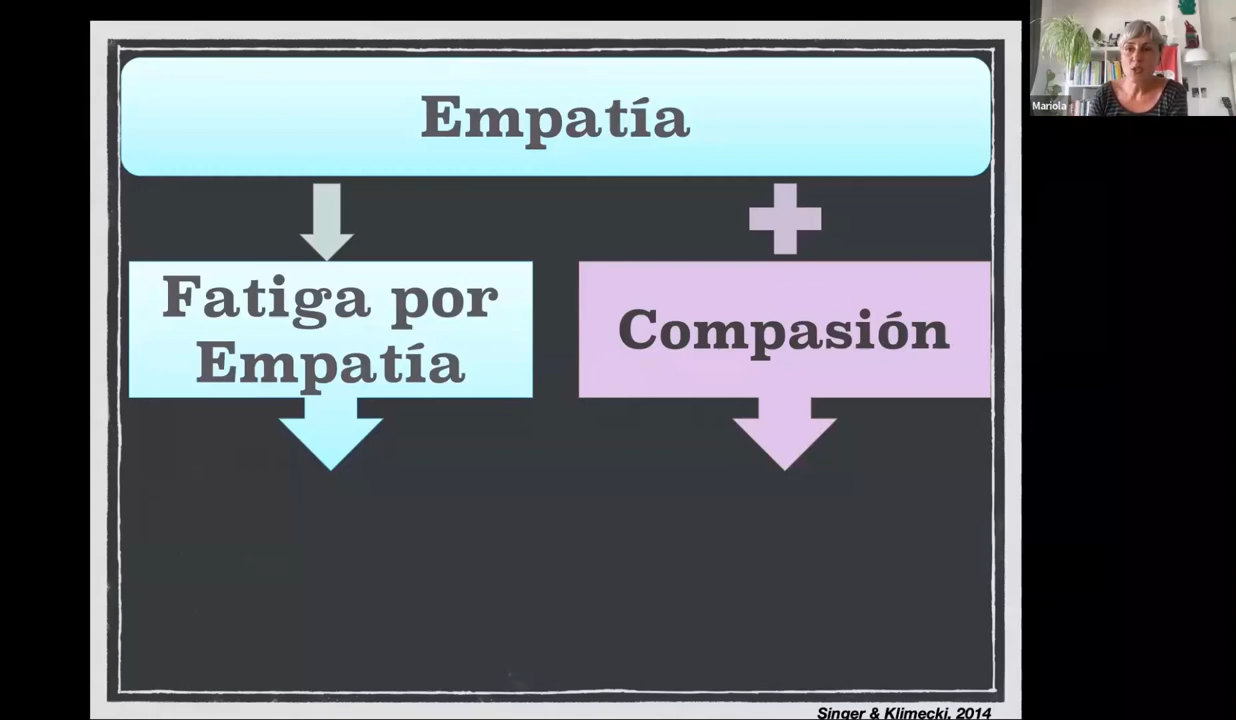 Empatía
Fatiga por
Empatía
Compasión
Mariola
Singer & Klimecki, 2014